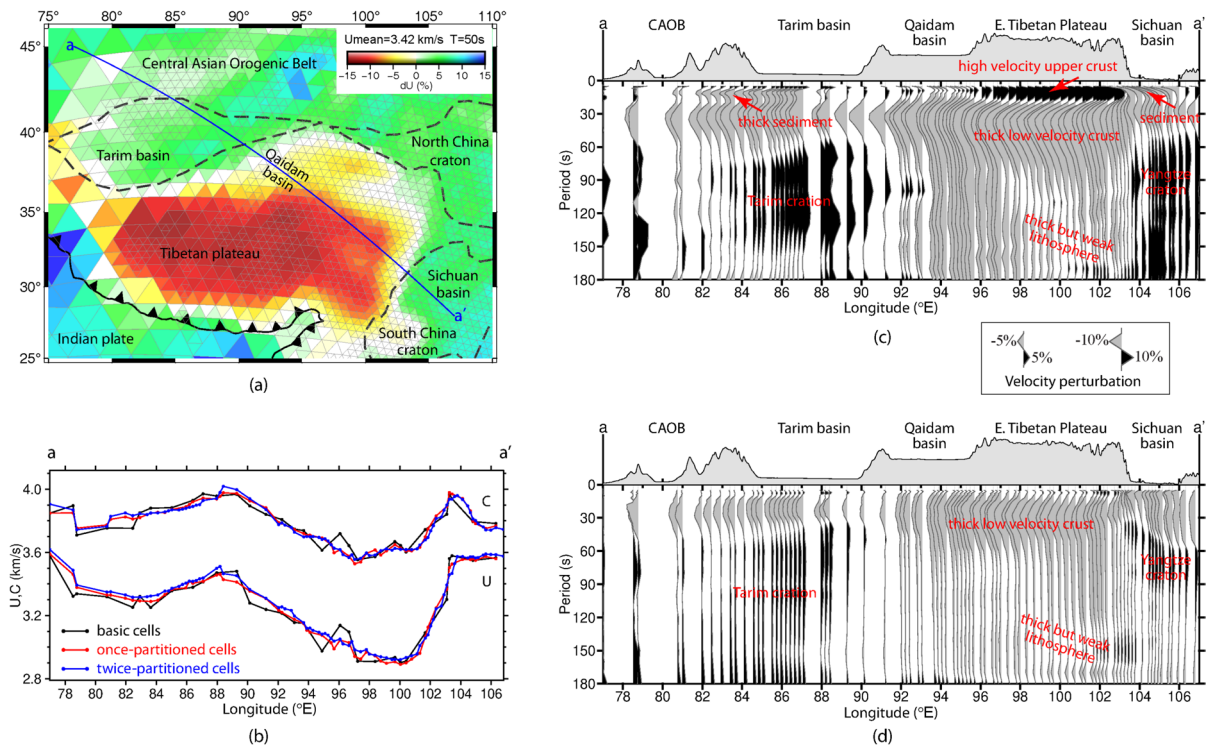 75° 80° 85° 90° 95° 100° 105° 110°
45°
40°
35°
30°
25°
a
Central Asian Orogenic Belt
Umean=3.42 km/s T=50s
−15 −10 −5 0 5 10 15
dU (%)
Tarim basin
Qaidam
basin
North China
craton
Tibetan plateau
Sichuan
basin
a'
Indian plate
South China
craton
(a)
a a'
4.0
3.6
3.2
2.8
U,C (km/s)
C
U
basic cells
once-partitioned cells
twice-partitioned cells
78 80 82 84 86 88 90 92 94 96 98 100 102 104 106
Longitude (°E)
(b)
a CAOB Tarim basin Qaidam
basin E. Tibetan Plateau Sichuan
basin a'
high velocity upper crust
0
30
60
90
120
150
180
Period (s)
thick sediment
sediment
thick low velocity crust
Tarim cration
Yangtze
craton
thick but weak
lithosphere
78 80 82 84 86 88 90 92 94 96 98 100 102 104 106
Longitude (°E)
(c)
-5% 5% -10% 10%
Velocity perturbation
a CAOB Tarim basin Qaidam
basin E. Tibetan Plateau Sichuan
basin a'
0
30
60
90
120
150
180
Period (s)
thick low velocity crust
Tarim cration
Yangtze
craton
thick but weak
lithosphere
78 80 82 84 86 88 90 92 94 96 98 100 102 104 106
Longitude (°E)
(d)